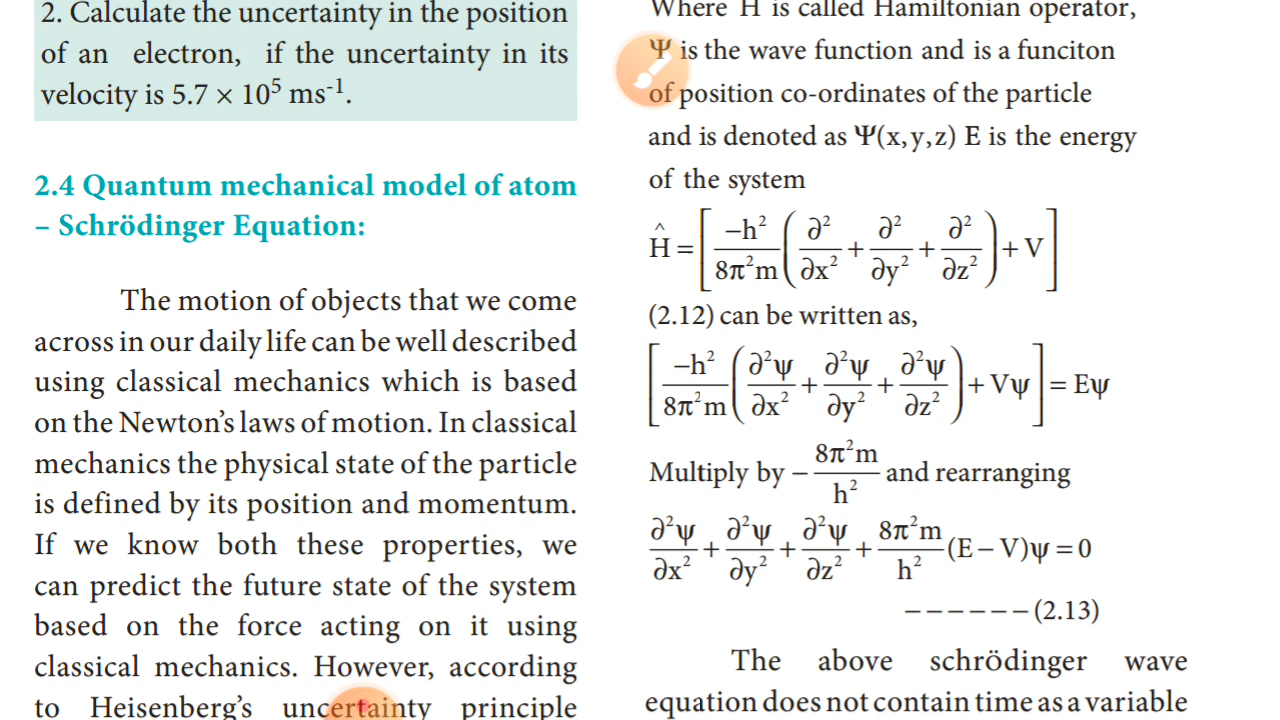 2. Calculate the uncertainty in the position
of an electron, if the uncertainty in its
velocity is 5.7 × 10⁵ ms⁻¹.
2.4 Quantum mechanical model of atom
– Schrödinger Equation:
The motion of objects that we come
across in our daily life can be well described
using classical mechanics which is based
on the Newton's laws of motion. In classical
mechanics the physical state of the particle
is defined by its position and momentum.
If we know both these properties, we
can predict the future state of the system
based on the force acting on it using
classical mechanics. However, according
to Heisenberg's uncertainty principle
Where H is called Hamiltonian operator,
Ψ is the wave function and is a funciton
of position co-ordinates of the particle
and is denoted as Ψ(x,y,z) E is the energy
of the system
Ĥ = [ −h²/8π²m ( ∂²/∂x² + ∂²/∂y² + ∂²/∂z² ) + V ]
(2.12) can be written as,
[ −h²/8π²m ( ∂²ψ/∂x² + ∂²ψ/∂y² + ∂²ψ/∂z² ) + Vψ ] = Eψ
Multiply by − 8π²m/h² and rearranging
∂²ψ/∂x² + ∂²ψ/∂y² + ∂²ψ/∂z² + 8π²m/h² (E − V)ψ = 0
− − − − − − (2.13)
The above schrödinger wave
equation does not contain time as a variable